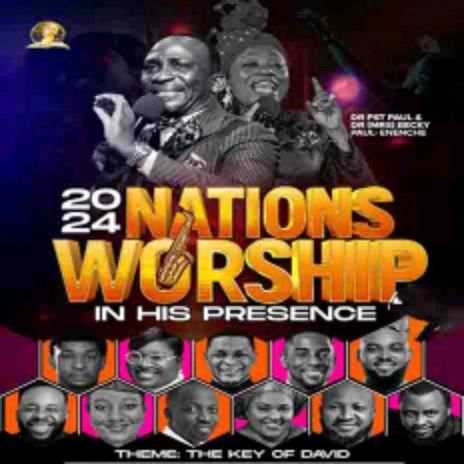 DR PST PAUL &
DR (MRS) BECKY
PAUL-ENENCHE
2024 NATIONS
WORSHIP
IN HIS PRESENCE
THEME: THE KEY OF DAVID